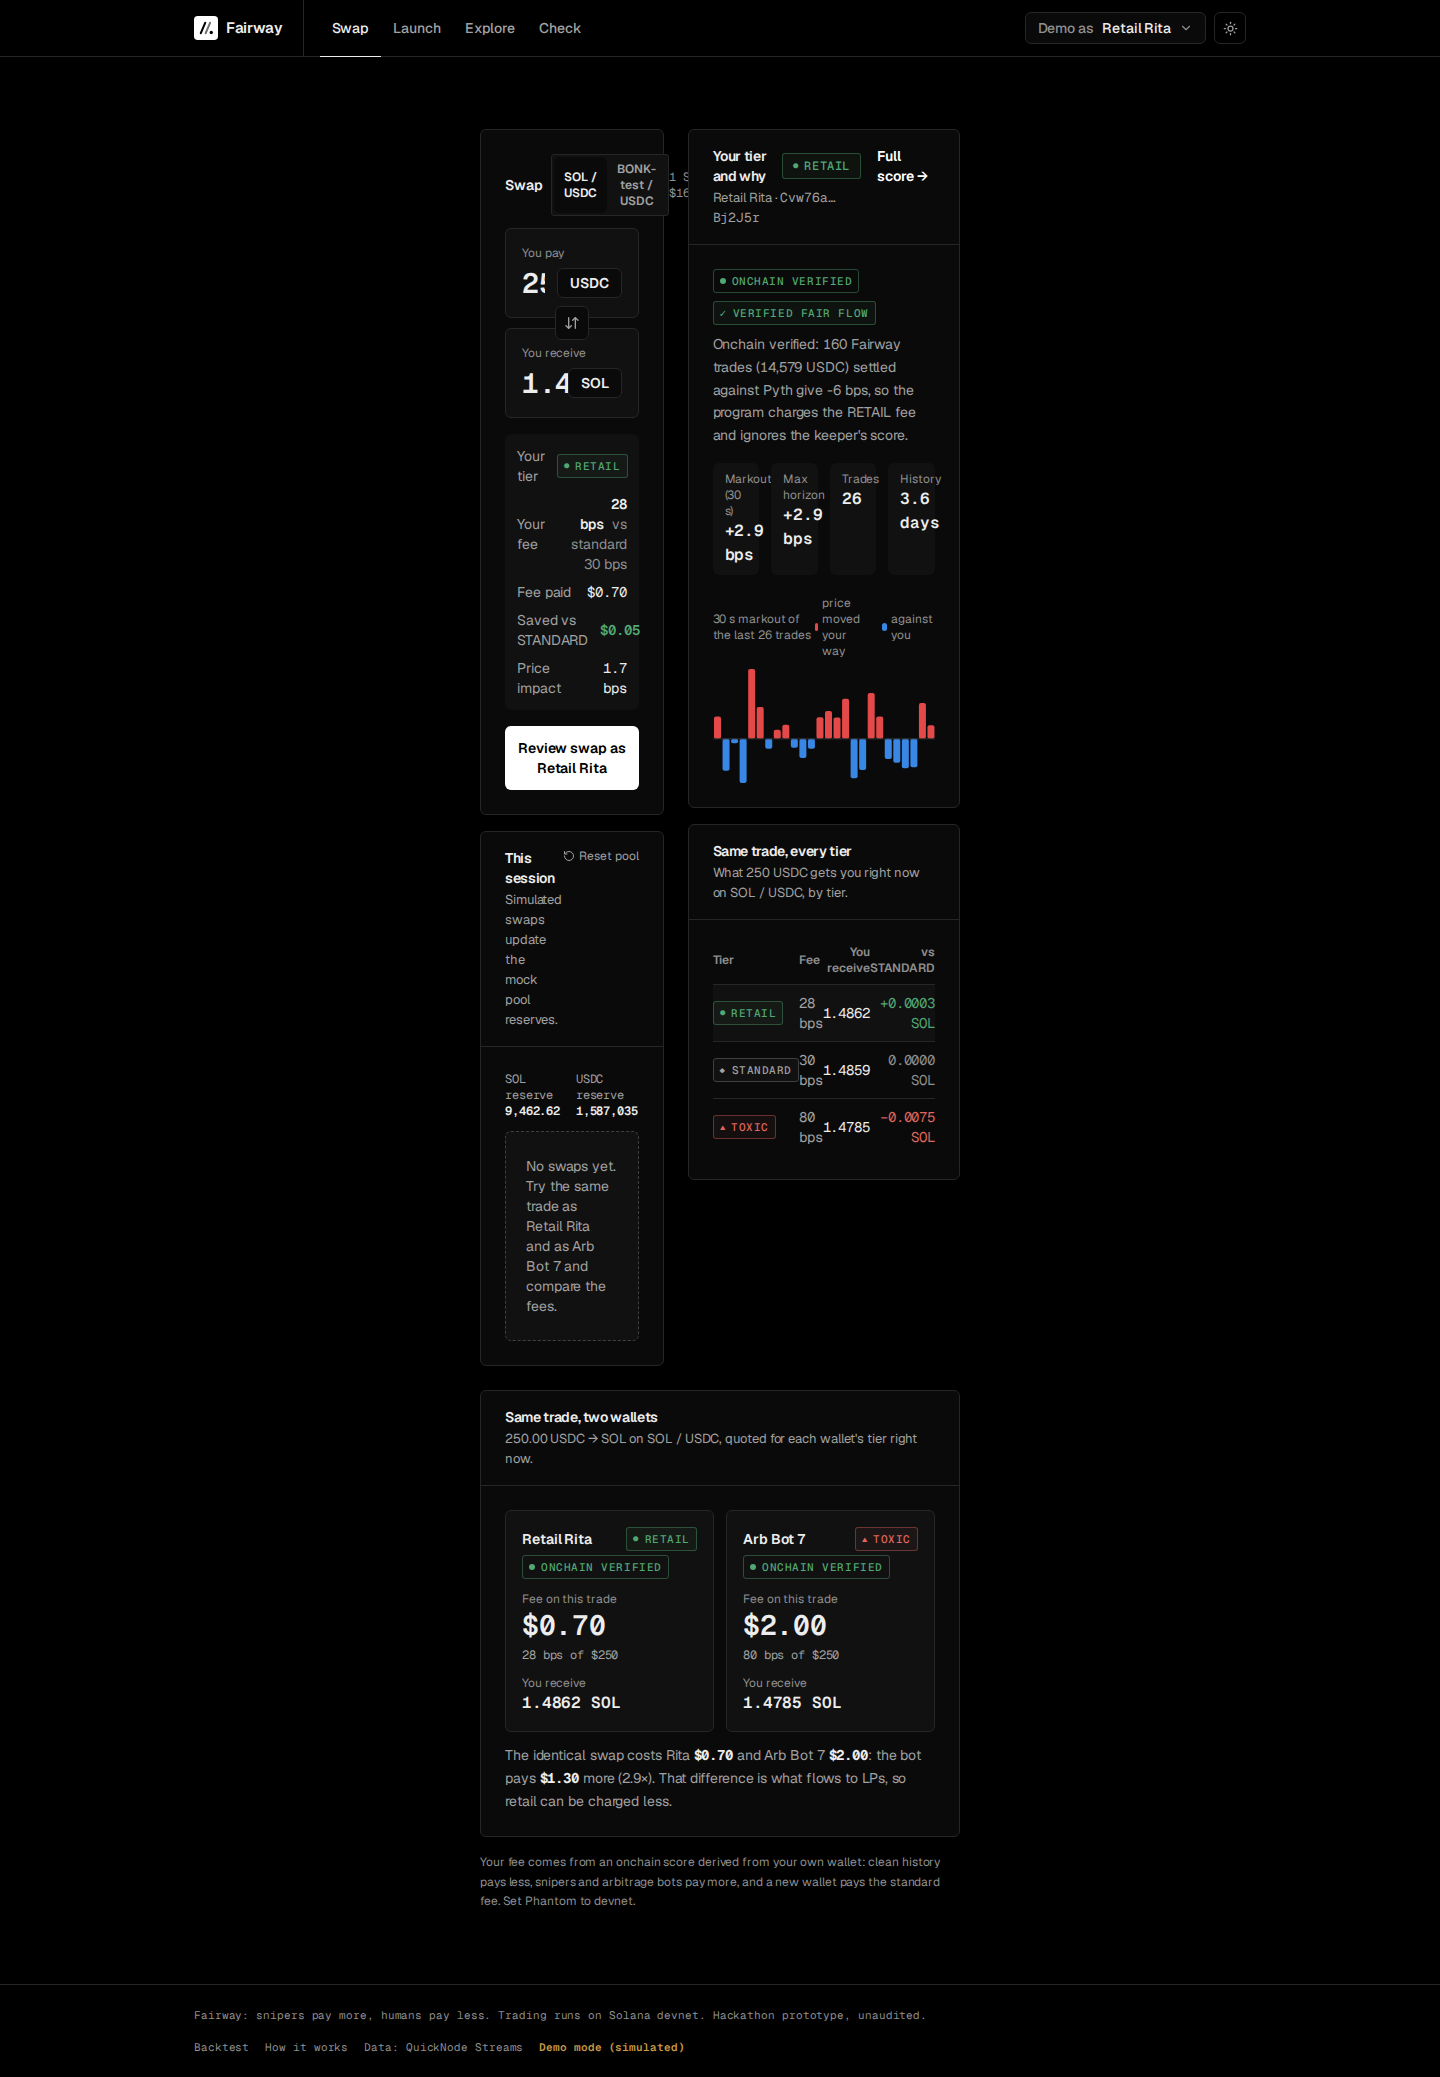 Fairway
Swap
Launch
Explore
Check
Demo as Retail Rita
Swap
SOL /
USDC
BONK-
test /
USDC
1 S
$16
You pay
USDC
You receive
1.4
SOL
Your
tier
RETAIL
Your
fee
28
bps vs
standard
30 bps
Fee paid
$0.70
Saved vs
STANDARD
$0.05
Price
impact
1.7
bps
Review swap as
Retail Rita
This
session
Reset pool
Simulated
swaps
update
the
mock
pool
reserves.
SOL
reserve
9,462.62
USDC
reserve
1,587,035
No swaps yet.
Try the same
trade as
Retail Rita
and as Arb
Bot 7 and
compare the
fees.
Your tier
and why
RETAIL
Full
score →
Retail Rita · Cvw76a…
Bj2J5r
ONCHAIN VERIFIED
✓ VERIFIED FAIR FLOW
Onchain verified: 160 Fairway
trades (14,579 USDC) settled
against Pyth give -6 bps, so the
program charges the RETAIL fee
and ignores the keeper's score.
Markout
(30
s)
+2.9
bps
Max
horizon
+2.9
bps
Trades
26
History
3.6
days
30 s markout of
the last 26 trades
price
moved
your
way
against
you
Same trade, every tier
What 250 USDC gets you right now
on SOL / USDC, by tier.
Tier
Fee
You
receive
vs
STANDARD
RETAIL
28
bps
1.4862
+0.0003
SOL
STANDARD
30
bps
1.4859
0.0000
SOL
TOXIC
80
bps
1.4785
−0.0075
SOL
Same trade, two wallets
250.00 USDC → SOL on SOL / USDC, quoted for each wallet's tier right
now.
Retail Rita
RETAIL
ONCHAIN VERIFIED
Fee on this trade
$0.70
28 bps of $250
You receive
1.4862 SOL
Arb Bot 7
TOXIC
ONCHAIN VERIFIED
Fee on this trade
$2.00
80 bps of $250
You receive
1.4785 SOL
The identical swap costs Rita $0.70 and Arb Bot 7 $2.00: the bot
pays $1.30 more (2.9×). That difference is what flows to LPs, so
retail can be charged less.
Your fee comes from an onchain score derived from your own wallet: clean history
pays less, snipers and arbitrage bots pay more, and a new wallet pays the standard
fee. Set Phantom to devnet.
Fairway: snipers pay more, humans pay less. Trading runs on Solana devnet. Hackathon prototype, unaudited.
Backtest
How it works
Data: QuickNode Streams
Demo mode (simulated)